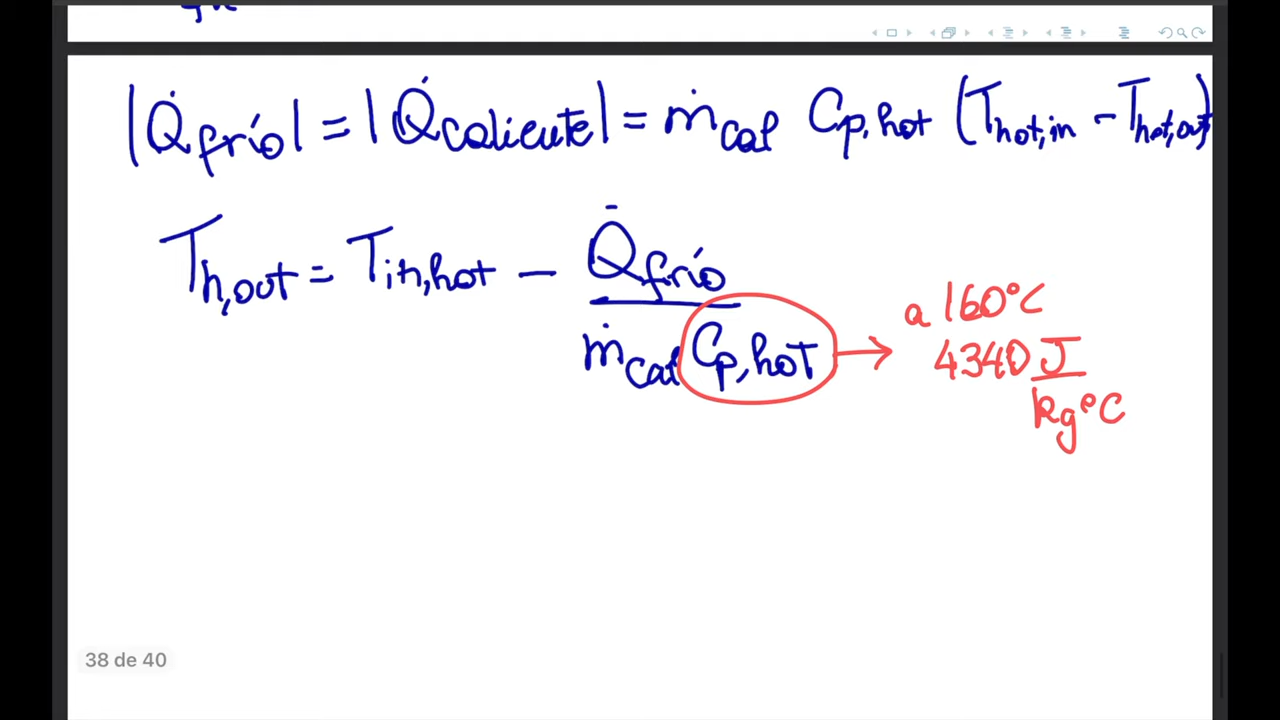 |Q̇frío| = |Q̇caliente| = ṁcal Cp,hot (Thot,in - Thot,out)
Th,out = Tin,hot - Q̇frío / ṁcal Cp,hot → a 160°C
4340 J / kg°C
38 de 40